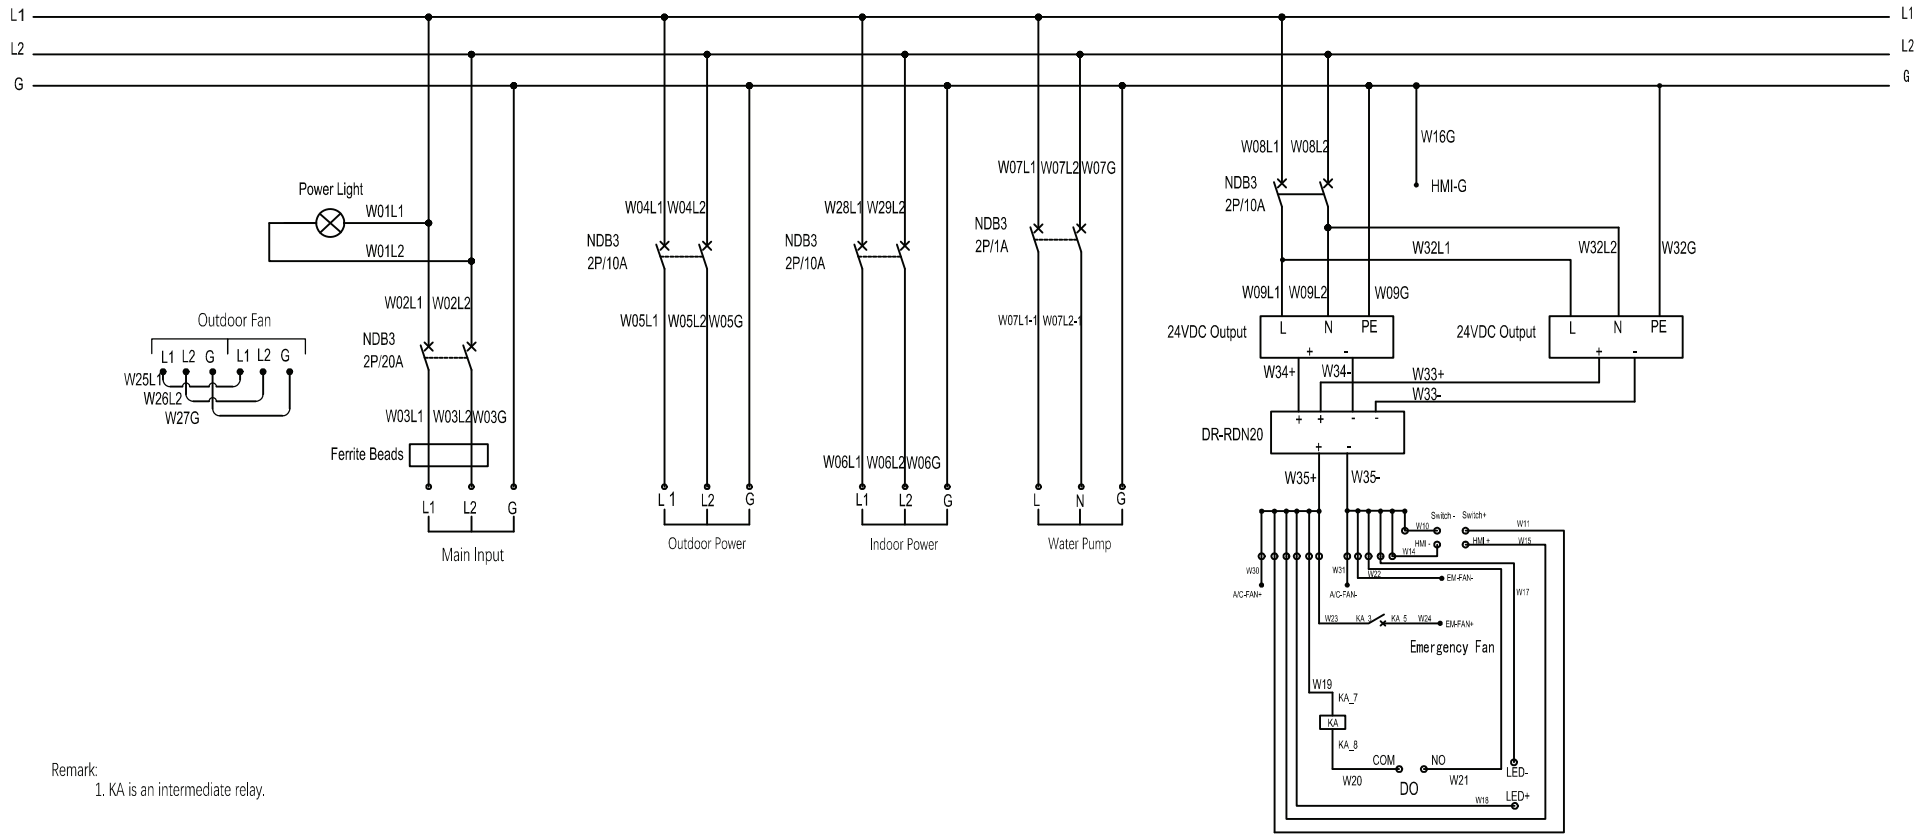 L1 L1
L2 L2
G G
W08L1 W08L2 W16G
W07L1 W07L2 W07G
Power Light
NDB3
2P/10A
HMI-G
W01L1
W04L1 W04L2
W28L1 W29L2
NDB3
2P/1A
W01L2
NDB3
2P/10A
NDB3
2P/10A
W32L1 W32L2 W32G
W02L1 W02L2
W09L1 W09L2 W09G
Outdoor Fan
W05L1 W05L2 W05G
W07L1-1 W07L2-1
NDB3
2P/20A
24VDC Output
L N PE
+ -
24VDC Output
L N PE
+ -
L1 L2 G L1 L2 G
W25L1
W26L2
W27G
W34+ W34- W33+
W33-
W03L1 W03L2 W03G
DR-RDN20
+ + - -
+ -
Ferrite Beads
W06L1 W06L2 W06G
W35+ W35-
L1 L2 G
Main Input
L1 L2 G
Outdoor Power
L1 L2 G
Indoor Power
L N G
Water Pump
Switch - Switch+
W10 W11
HMI - HMI + W15
W14
W30 W31 W22
EM-FAN-
A/C-FAN+ A/C-FAN-
W17
W23 KA_3 KA_5 W24 EM-FAN+
Emergency Fan
W19
KA_7
KA
KA_8
COM NO
W20 DO W21
LED-
W18 LED+
Remark:
1. KA is an intermediate relay.